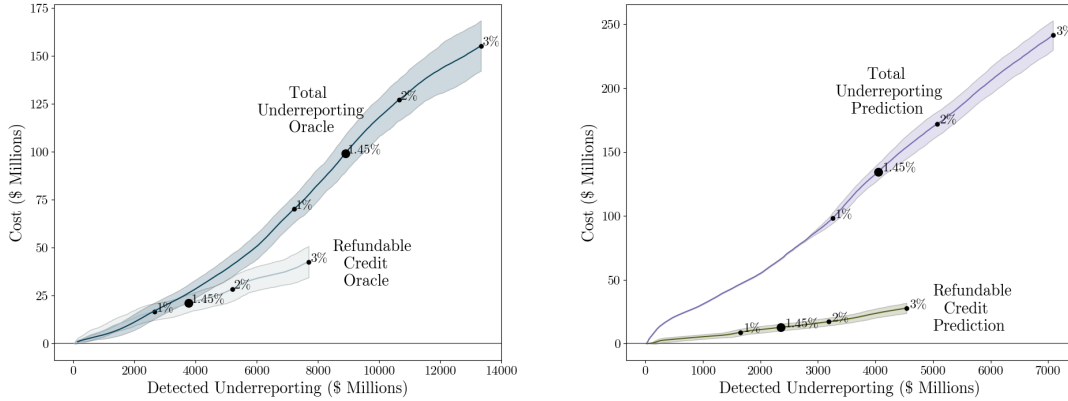 175
150
125
100
75
50
25
0
Cost ($ Millions)
Total
Underreporting
Oracle
3%
2%
1.45%
1%
Refundable
Credit
Oracle
3%
2%
1.45%
1%
0
2000
4000
6000
8000
10000
12000
14000
Detected Underreporting ($ Millions)
250
200
150
100
50
0
Cost ($ Millions)
Total
Underreporting
Prediction
3%
2%
1.45%
1%
Refundable
Credit
Prediction
3%
2%
1.45%
1%
0
1000
2000
3000
4000
5000
6000
7000
Detected Underreporting ($ Millions)